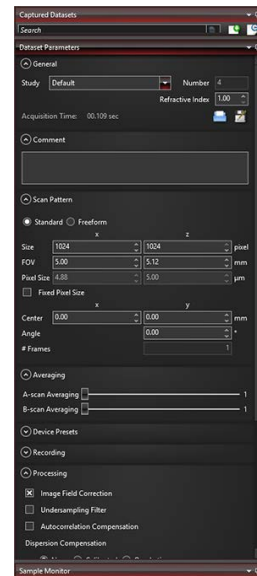 Captured Datasets
Search
Dataset Parameters
General
Study Default Number 4
Refractive Index 1.00
Acquisition Time: 00.109 sec
Comment
Scan Pattern
Standard Freeform
x z
Size 1024 1024 pixel
FOV 5.00 5.12 mm
Pixel Size 4.88 5.00 µm
Fixed Pixel Size
x y
Center 0.00 0.00 mm
Angle 0.00 °
# Frames 1
Averaging
A-scan Averaging 1
B-scan Averaging 1
Device Presets
Recording
Processing
Image Field Correction
Undersampling Filter
Autocorrelation Compensation
Dispersion Compensation
Sample Monitor